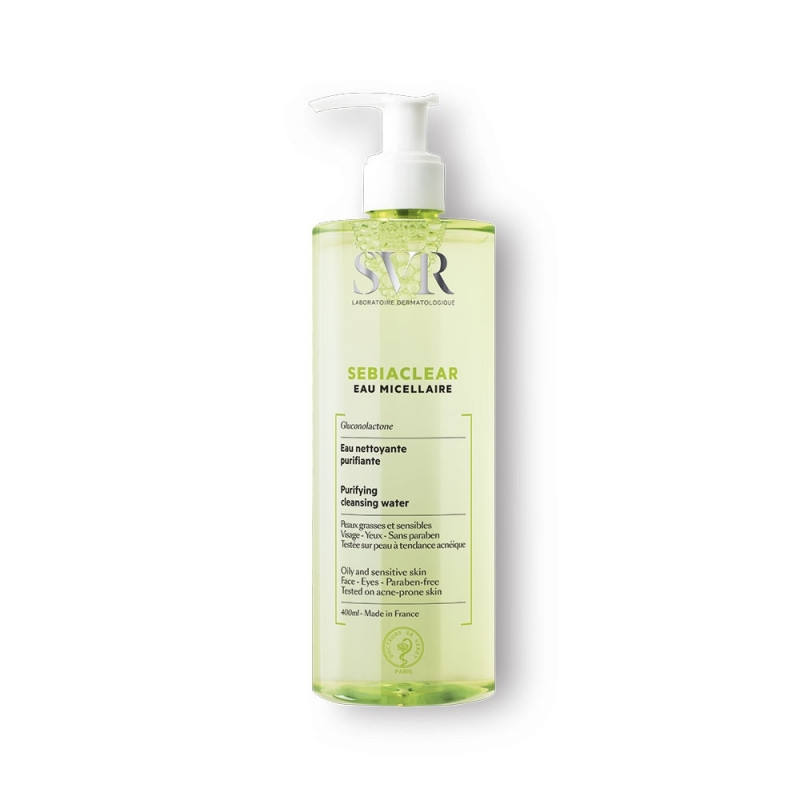 SVR
LABORATOIRE DERMATOLOGIQUE
SEBIACLEAR
EAU MICELLAIRE
Gluconolactone
Eau nettoyante
purifiante
Purifying
cleansing water
Peaux grasses et sensibles
Visage - Yeux - Sans paraben
Testée sur peau à tendance acnéique
Oily and sensitive skin
Face - Eyes - Paraben-free
Tested on acne-prone skin
400ml - Made in France
PARIS